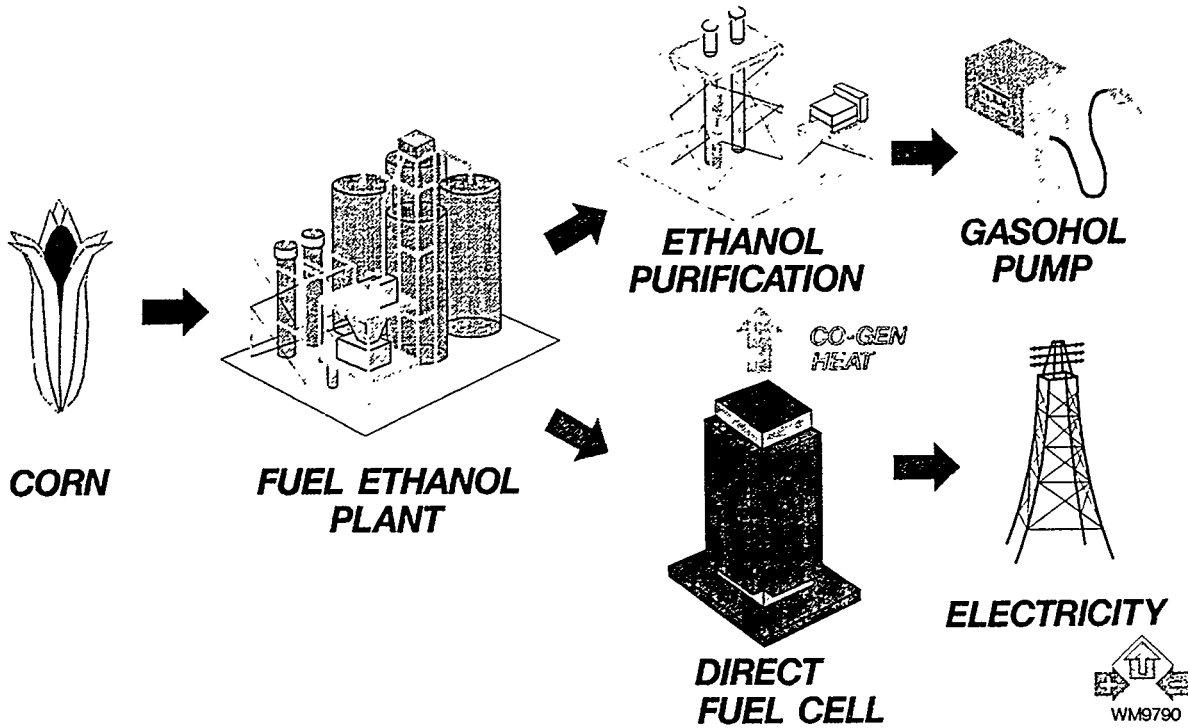 ETHANOL
PURIFICATION
GASOHOL
PUMP
CO-GEN
HEAT
CORN
FUEL ETHANOL
PLANT
ELECTRICITY
DIRECT
FUEL CELL
WM9790